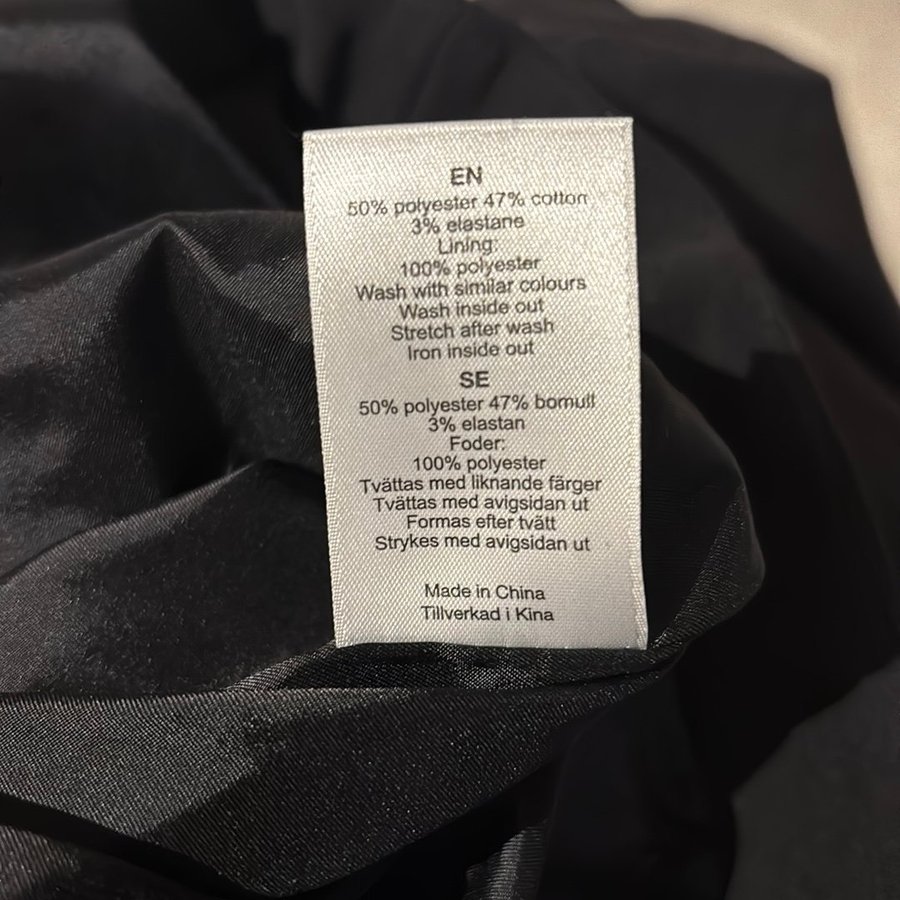 EN
50% polyester 47% cotton
3% elastane
Lining:
100% polyester
Wash with similar colours
Wash inside out
Stretch after wash
Iron inside out
SE
50% polyester 47% bomull
3% elastan
Foder:
100% polyester
Tvättas med liknande färger
Tvättas med avigsidan ut
Formas efter tvätt
Strykes med avigsidan ut
Made in China
Tillverkad i Kina